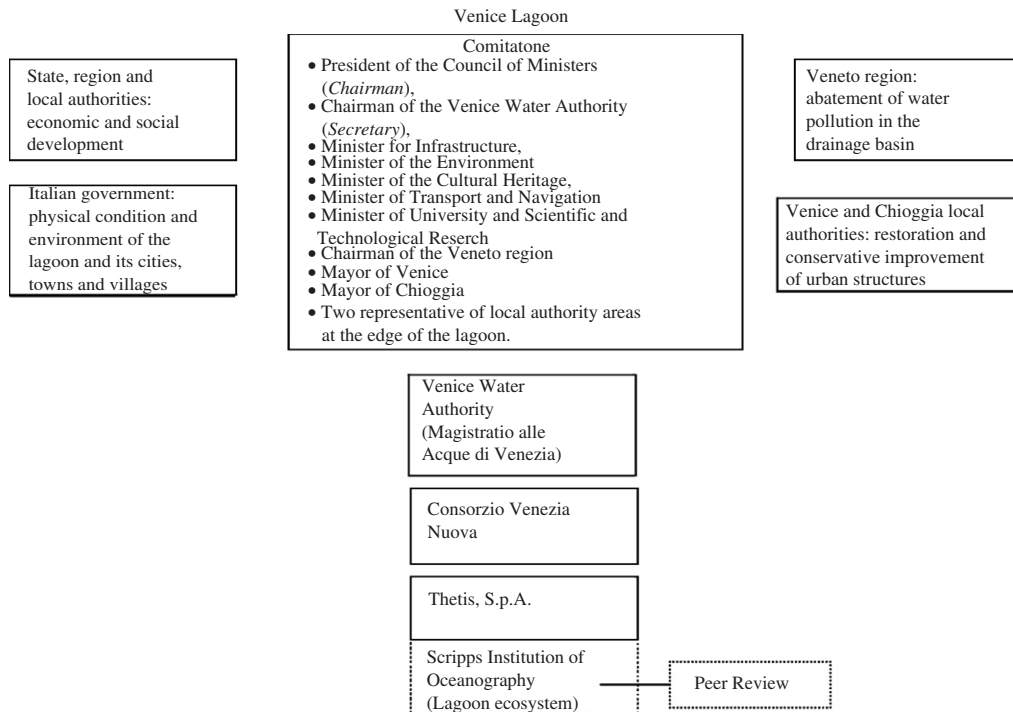 Venice Lagoon
State, region and
local authorities:
economic and social
development
Italian government:
physical condition and
environment of the
lagoon and its cities,
towns and villages
Comitatone
• President of the Council of Ministers
(Chairman),
• Chairman of the Venice Water Authority
(Secretary),
• Minister for Infrastructure,
• Minister of the Environment
• Minister of the Cultural Heritage,
• Minister of Transport and Navigation
• Minister of University and Scientific and
Technological Reserch
• Chairman of the Veneto region
• Mayor of Venice
• Mayor of Chioggia
• Two representative of local authority areas
at the edge of the lagoon.
Veneto region:
abatement of water
pollution in the
drainage basin
Venice and Chioggia local
authorities: restoration and
conservative improvement
of urban structures
Venice Water
Authority
(Magistratio alle
Acque di Venezia)
Consorzio Venezia
Nuova
Thetis, S.p.A.
Scripps Institution of
Oceanography
(Lagoon ecosystem)
Peer Review